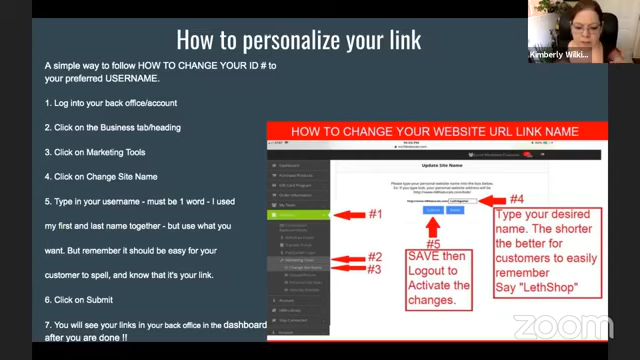 How to personalize your link
Kimberly Wilki...
A simple way to follow HOW TO CHANGE YOUR ID # to
your preferred USERNAME.
1. Log into your back office/account
2. Click on the Business tab/heading
3. Click on Marketing Tools
4. Click on Change Site Name
5. Type in your username - must be 1 word - I used
my first and last name together - but use what you
want. But remember it should be easy for your
customer to spell, and know that it's your link.
6. Click on Submit
7. You will see your links in your back office in the dashboard
after you are done !!
HOW TO CHANGE YOUR WEBSITE URL LINK NAME
Dashboard
Update Site Name
#1
#2
#3
#4
#5
SAVE then
Logout to
Activate the
changes.
Type your desired
name. The shorter
the better for
customers to easily
remember
Say "LethShop"
Marketing Tools
Change Site Name
Account
zoom